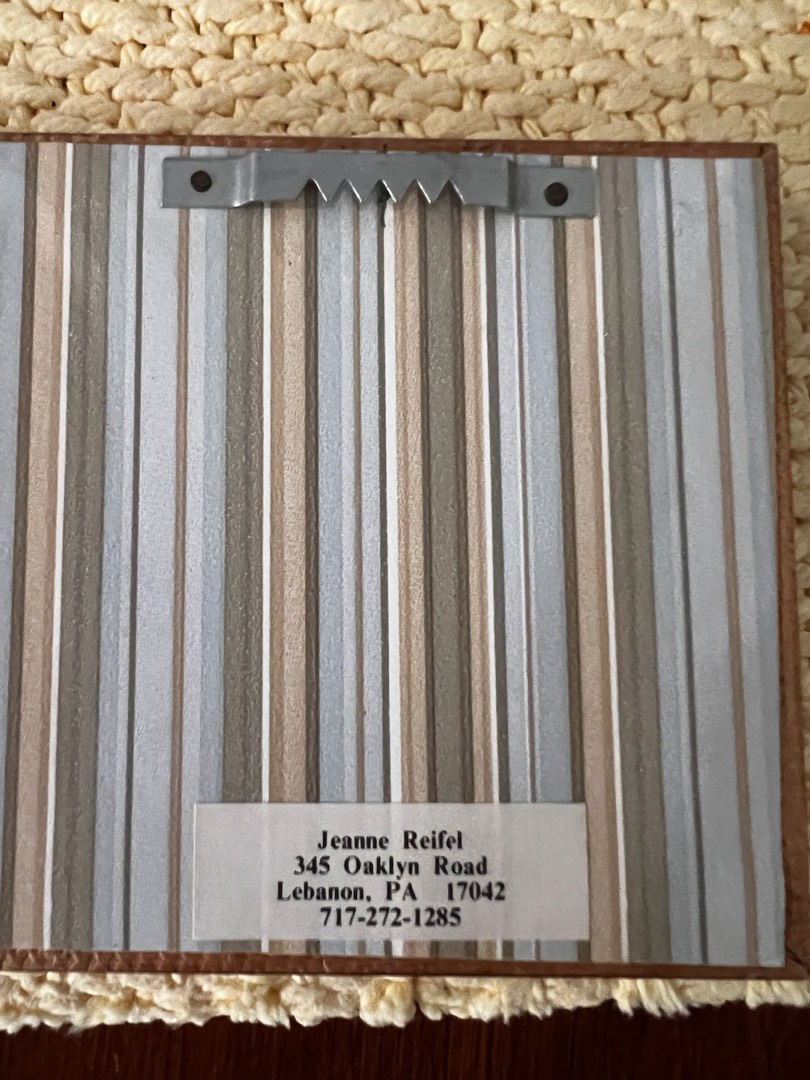 Jeanne Reifel
345 Oaklyn Road
Lebanon, PA 17042
717-272-1285